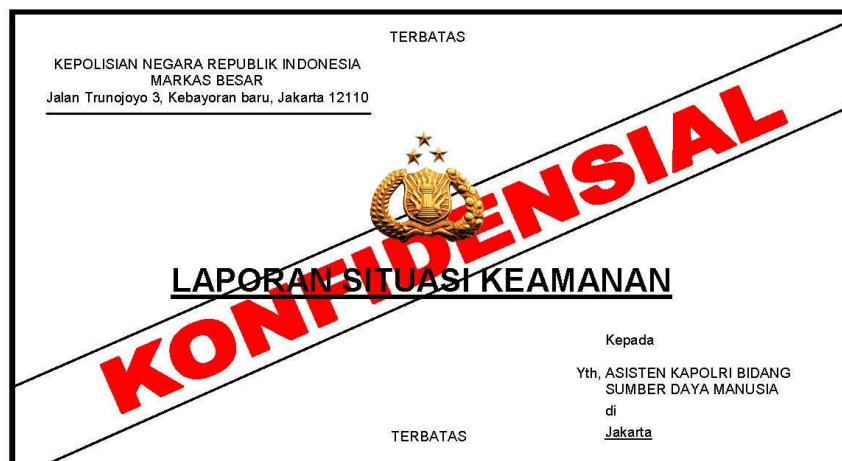 TERBATAS
KEPOLISIAN NEGARA REPUBLIK INDONESIA
MARKAS BESAR
Jalan Trunojoyo 3, Kebayoran baru, Jakarta 12110
KONFIDENSIAL
LAPORAN SITUASI KEAMANAN
Kepada
Yth, ASISTEN KAPOLRI BIDANG
SUMBER DAYA MANUSIA
di
Jakarta
TERBATAS